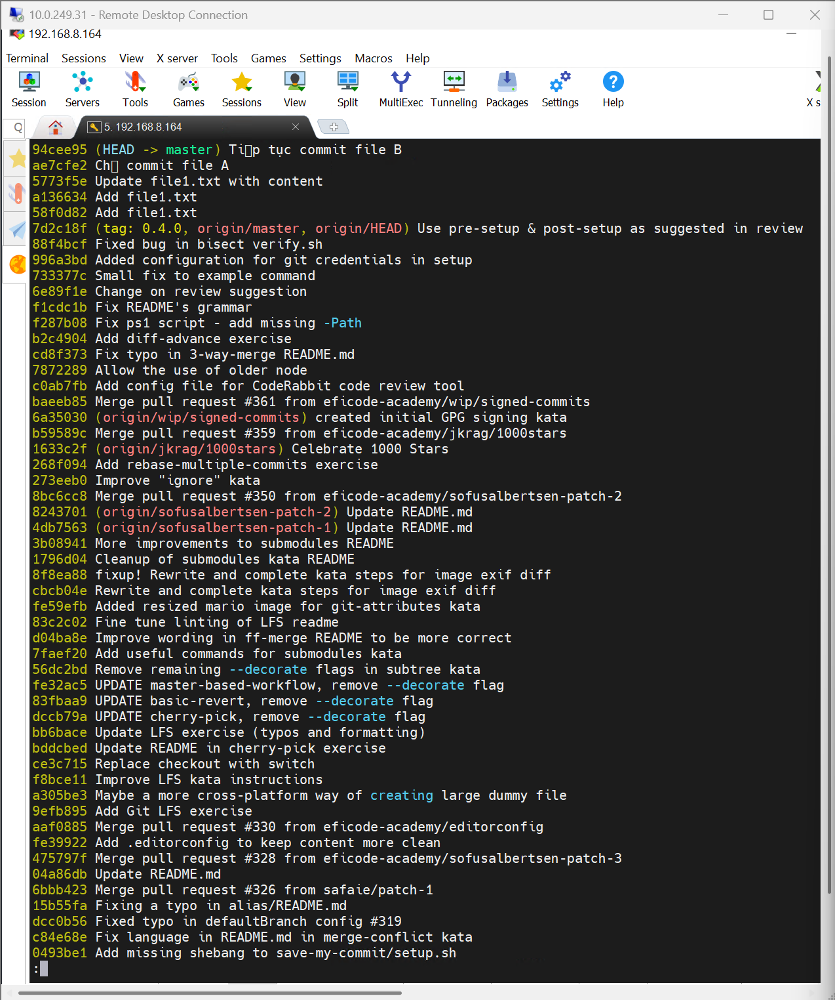 10.0.249.31 - Remote Desktop Connection
192.168.8.164
Terminal Sessions View X server Tools Games Settings Macros Help
Session Servers Tools Games Sessions View Split MultiExec Tunneling Packages Settings Help X s
5. 192.168.8.164
94cee95 (HEAD -> master) Ti▯p tục commit file B
ae7cfe2 Ch▯ commit file A
5773f5e Update file1.txt with content
a136634 Add file1.txt
58f0d82 Add file1.txt
7d2c18f (tag: 0.4.0, origin/master, origin/HEAD) Use pre-setup & post-setup as suggested in review
88f4bcf Fixed bug in bisect verify.sh
996a3bd Added configuration for git credentials in setup
733377c Small fix to example command
6e89f1e Change on review suggestion
f1cdc1b Fix README's grammar
f287b08 Fix ps1 script - add missing -Path
b2c4904 Add diff-advance exercise
cd8f373 Fix typo in 3-way-merge README.md
7872289 Allow the use of older node
c0ab7fb Add config file for CodeRabbit code review tool
baeeb85 Merge pull request #361 from eficode-academy/wip/signed-commits
6a35030 (origin/wip/signed-commits) created initial GPG signing kata
b59589c Merge pull request #359 from eficode-academy/jkrag/1000stars
1633c2f (origin/jkrag/1000stars) Celebrate 1000 Stars
268f094 Add rebase-multiple-commits exercise
273eeb0 Improve "ignore" kata
8bc6cc8 Merge pull request #350 from eficode-academy/sofusalbertsen-patch-2
8243701 (origin/sofusalbertsen-patch-2) Update README.md
4db7563 (origin/sofusalbertsen-patch-1) Update README.md
3b08941 More improvements to submodules README
1796d04 Cleanup of submodules kata README
8f8ea88 fixup! Rewrite and complete kata steps for image exif diff
cbcb04e Rewrite and complete kata steps for image exif diff
fe59efb Added resized mario image for git-attributes kata
83c2c02 Fine tune linting of LFS readme
d04ba8e Improve wording in ff-merge README to be more correct
7faef20 Add useful commands for submodules kata
56dc2bd Remove remaining --decorate flags in subtree kata
fe32ac5 UPDATE master-based-workflow, remove --decorate flag
83fbaa9 UPDATE basic-revert, remove --decorate flag
dccb79a UPDATE cherry-pick, remove --decorate flag
bb6bace Update LFS exercise (typos and formatting)
bddcbed Update README in cherry-pick exercise
ce3c715 Replace checkout with switch
f8bce11 Improve LFS kata instructions
a305be3 Maybe a more cross-platform way of creating large dummy file
9efb895 Add Git LFS exercise
aaf0885 Merge pull request #330 from eficode-academy/editorconfig
fe39922 Add .editorconfig to keep content more clean
475797f Merge pull request #328 from eficode-academy/sofusalbertsen-patch-3
04a86db Update README.md
6bbb423 Merge pull request #326 from safaie/patch-1
15b55fa Fixing a typo in alias/README.md
dcc0b56 Fixed typo in defaultBranch config #319
c84e68e Fix language in README.md in merge-conflict kata
0493be1 Add missing shebang to save-my-commit/setup.sh
: